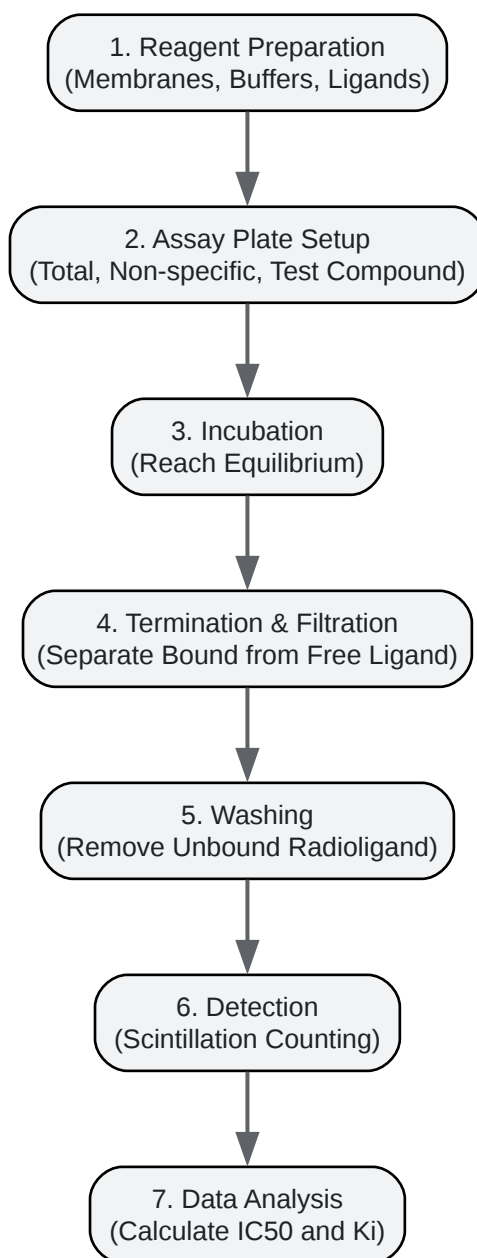 1. Reagent Preparation
(Membranes, Buffers, Ligands)
2. Assay Plate Setup
(Total, Non-specific, Test Compound)
3. Incubation
(Reach Equilibrium)
4. Termination & Filtration
(Separate Bound from Free Ligand)
5. Washing
(Remove Unbound Radioligand)
6. Detection
(Scintillation Counting)
7. Data Analysis
(Calculate IC50 and Ki)